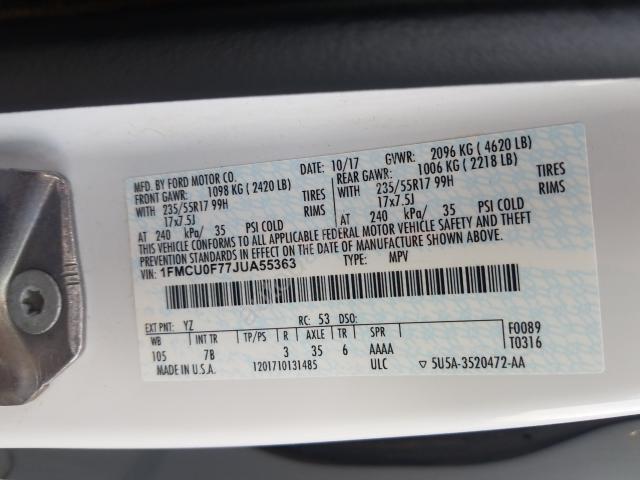 MFD. BY FORD MOTOR CO.
DATE: 10/17 GVWR: 2096 KG ( 4620 LB)
FRONT GAWR: 1098 KG ( 2420 LB) REAR GAWR: 1006 KG ( 2218 LB)
WITH 235/55R17 99H TIRES WITH 235/55R17 99H TIRES
17x7.5J RIMS 17x7.5J RIMS
AT 240 kPa/ 35 PSI COLD AT 240 kPa/ 35 PSI COLD
THIS VEHICLE CONFORMS TO ALL APPLICABLE FEDERAL MOTOR VEHICLE SAFETY AND THEFT
PREVENTION STANDARDS IN EFFECT ON THE DATE OF MANUFACTURE SHOWN ABOVE.
VIN: 1FMCU0F77JUA55363 TYPE: MPV
EXT PNT: YZ RC: 53 DSO: F0089
WB INT TR TP/PS R AXLE TR SPR T0316
105 7B 3 35 6 AAAA
MADE IN U.S.A. 1201710131485 ULC 5U5A-3520472-AA